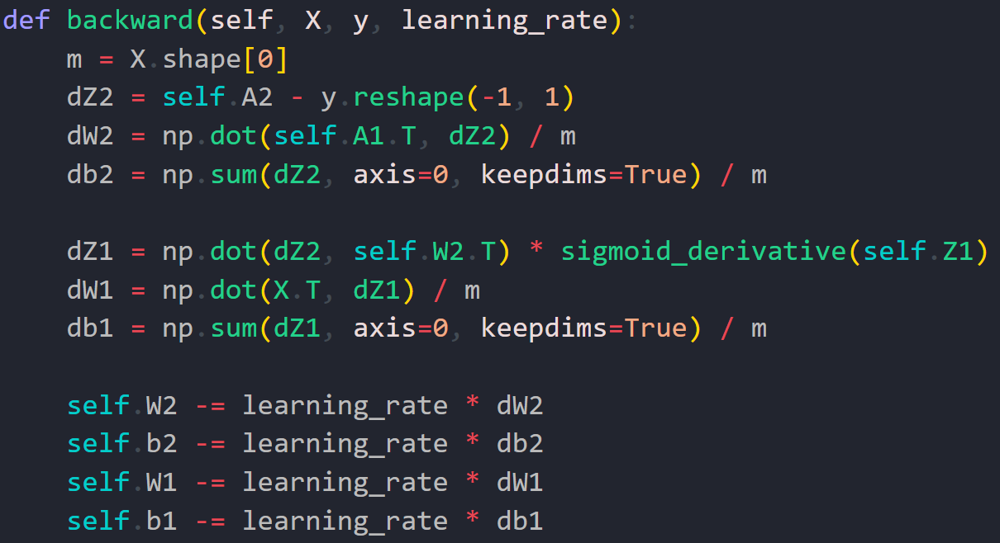 def backward(self, X, y, learning_rate):
    m = X.shape[0]
    dZ2 = self.A2 - y.reshape(-1, 1)
    dW2 = np.dot(self.A1.T, dZ2) / m
    db2 = np.sum(dZ2, axis=0, keepdims=True) / m

    dZ1 = np.dot(dZ2, self.W2.T) * sigmoid_derivative(self.Z1)
    dW1 = np.dot(X.T, dZ1) / m
    db1 = np.sum(dZ1, axis=0, keepdims=True) / m

    self.W2 -= learning_rate * dW2
    self.b2 -= learning_rate * db2
    self.W1 -= learning_rate * dW1
    self.b1 -= learning_rate * db1